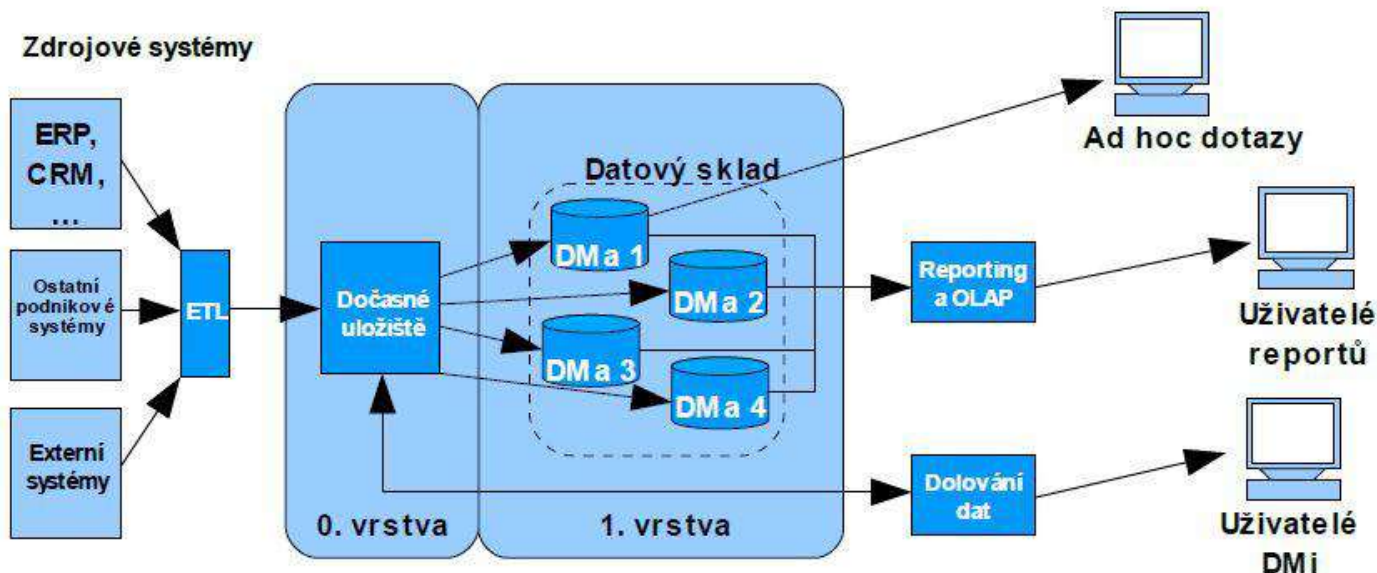 Zdrojové systémy
ERP,
CRM,
...
Ostatní
podnikové
systémy
Externí
systémy
ETL
Dočasné
uložiště
0. vrstva
Datový sklad
DMa 1
DMa 2
DMa 3
DMa 4
1. vrstva
Reporting
a OLAP
Dolování
dat
Ad hoc dotazy
Uživatelé
reportů
Uživatelé
DMi